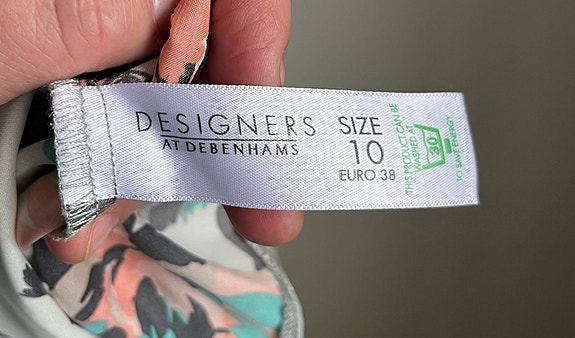 DESIGNERS
AT DEBENHAMS
SIZE
10
EURO 38
THIS PRODUCT CAN BE
WASHED AT
30
TO SAVE ENERGY